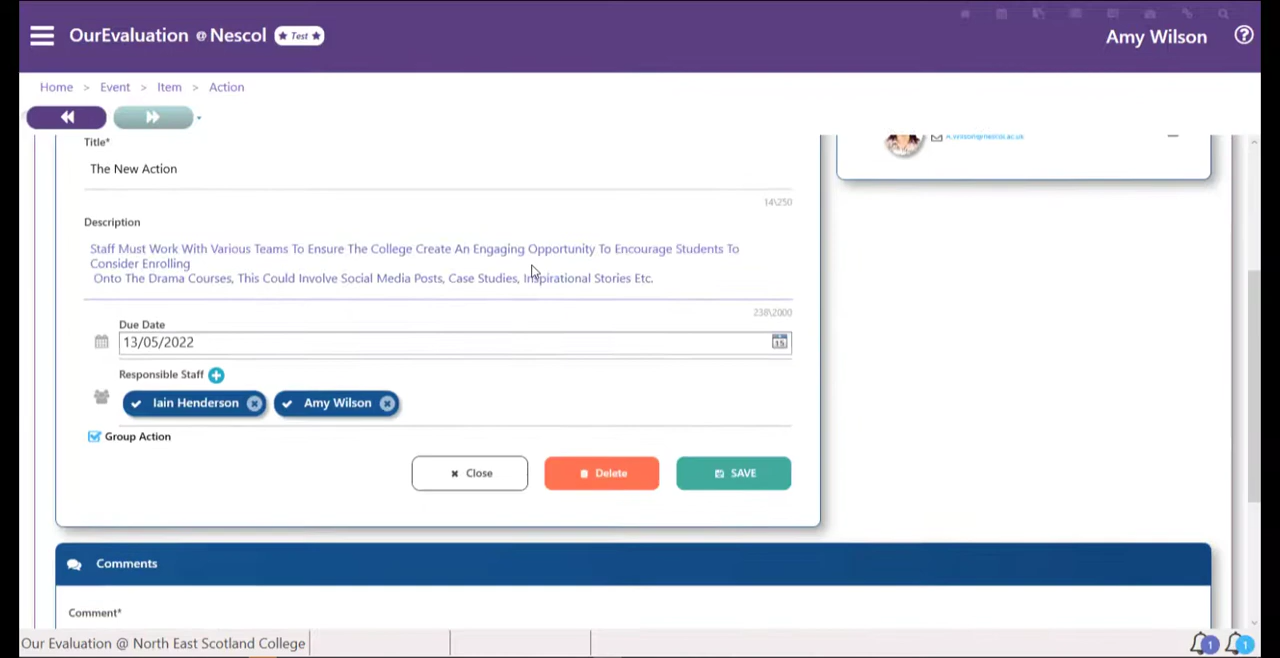 OurEvaluation @ Nescol ★ Test ★
Amy Wilson
Home > Event > Item > Action
Title*
The New Action
14\250
Description
Staff Must Work With Various Teams To Ensure The College Create An Engaging Opportunity To Encourage Students To
Consider Enrolling
Onto The Drama Courses, This Could Involve Social Media Posts, Case Studies, Inspirational Stories Etc.
238\2000
Due Date
13/05/2022
15
Responsible Staff
Iain Henderson
Amy Wilson
Group Action
Close
Delete
SAVE
Comments
Comment*
Our Evaluation @ North East Scotland College
1
1